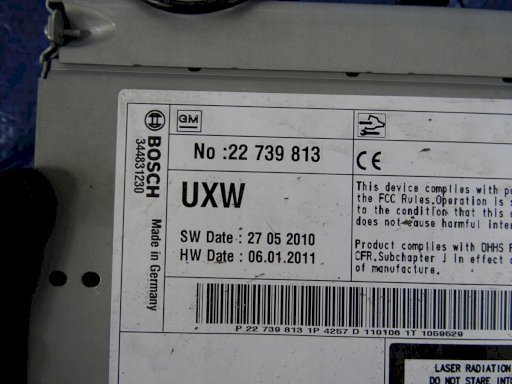 BOSCH
344831230
Made in Germany
GM
No :22 739 813
UXW
SW Date : 27 05 2010
HW Date : 06.01.2011
CE
This device complies with
the FCC Rules.Operation is
to the condition that this
does not cause harmful
Product complies with DHHS
CFR.Subchapter J in effect
of manufacture.
P 22 739 813 1P 4257 D 110106 1T 1059529
LASER RADIATION
DO NOT STARE